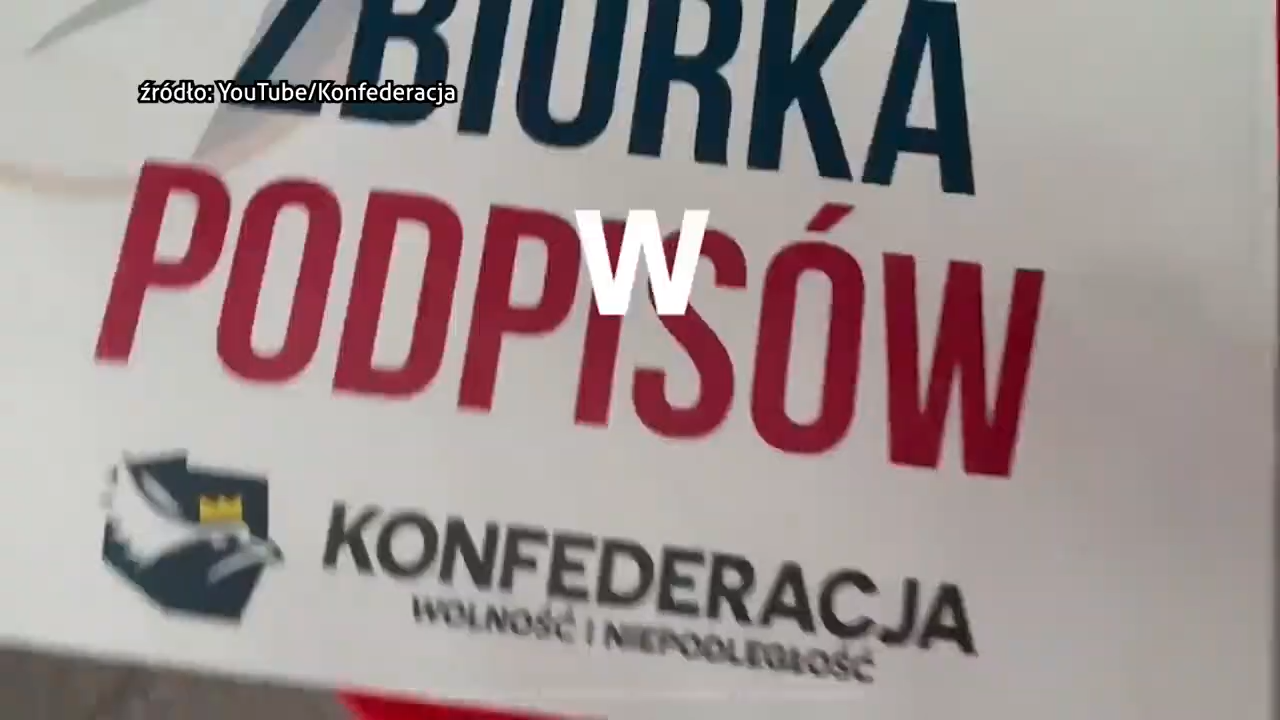 ZBIÓRKA
źródło: YouTube/Konfederacja
PODPISÓW
W
KONFEDERACJA
WOLNOŚĆ I NIEPODLEGŁOŚĆ